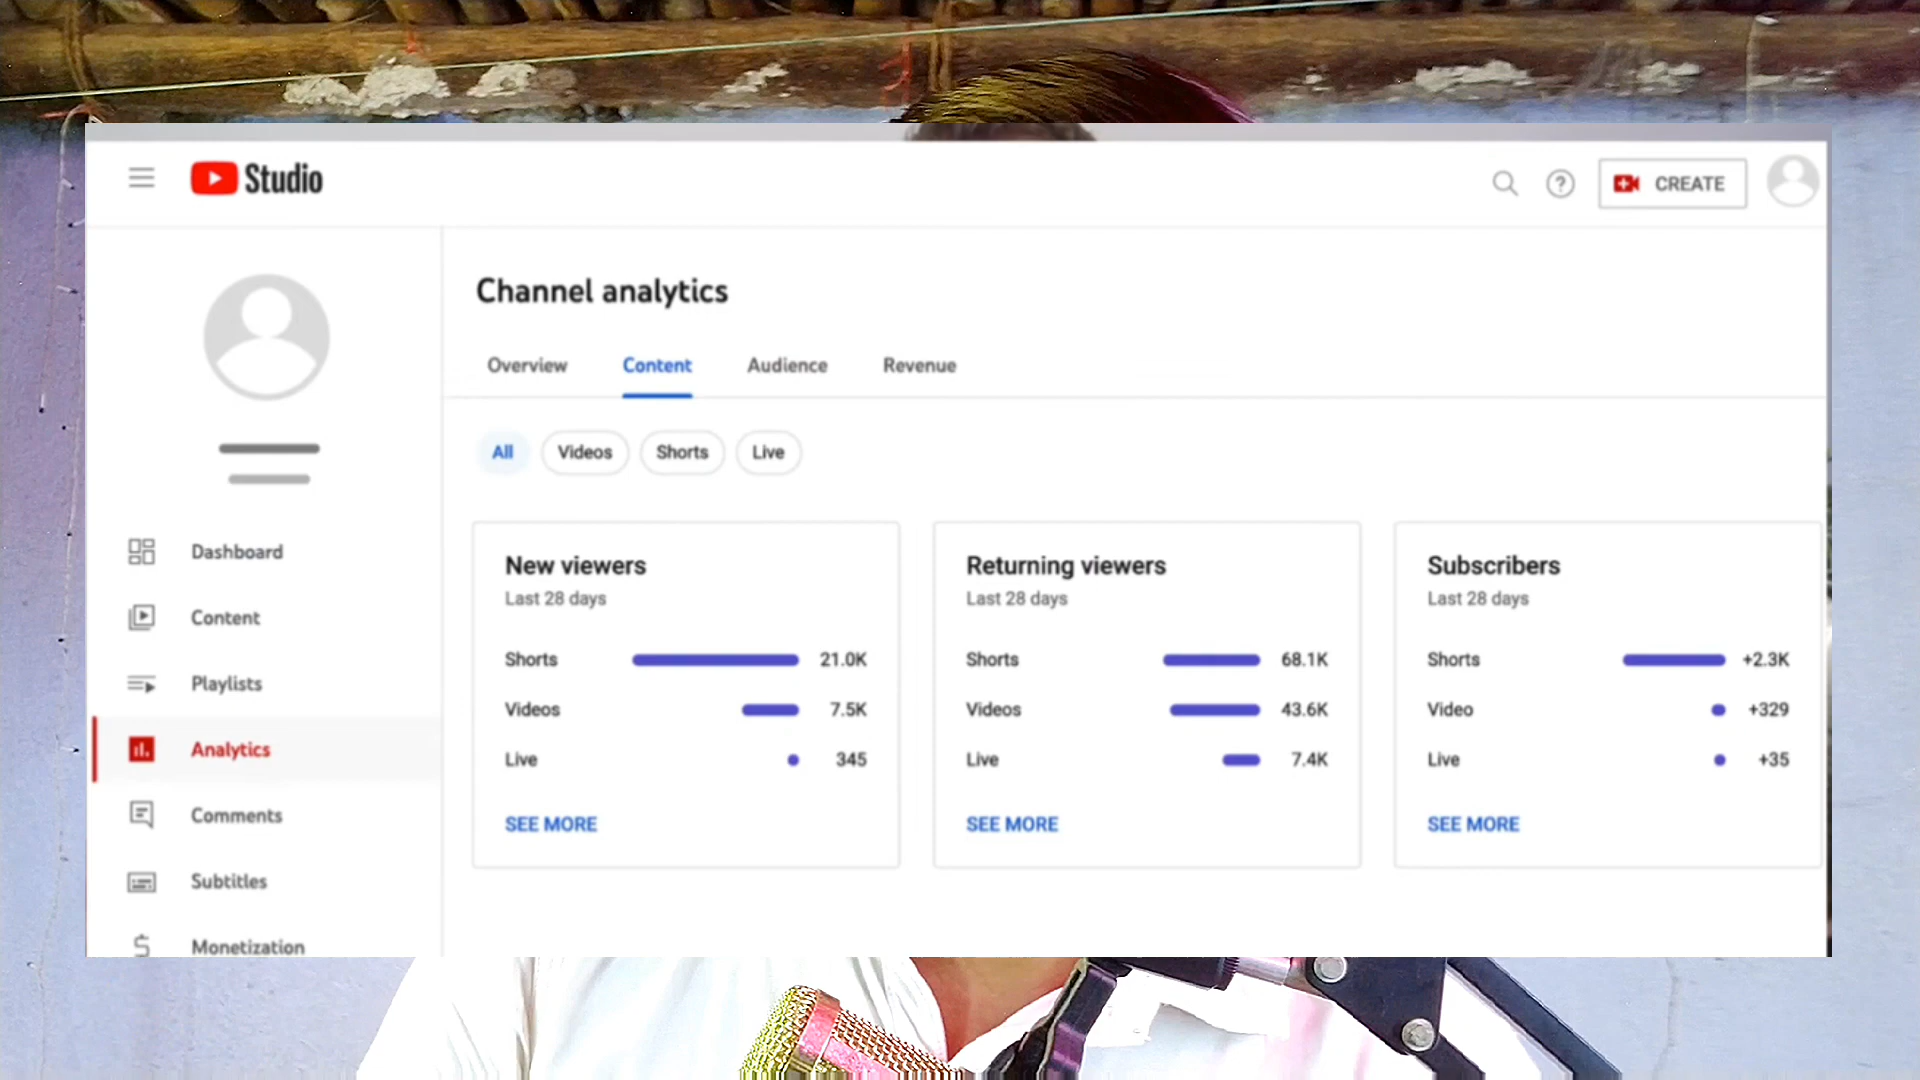 Studio
CREATE
Channel analytics
Overview Content Audience Revenue
All Videos Shorts Live
Dashboard
Content
Playlists
Analytics
Comments
Subtitles
Monetization
New viewers
Last 28 days
Shorts 21.0K
Videos 7.5K
Live 345
SEE MORE
Returning viewers
Last 28 days
Shorts 68.1K
Videos 43.6K
Live 7.4K
SEE MORE
Subscribers
Last 28 days
Shorts +2.3K
Video +329
Live +35
SEE MORE